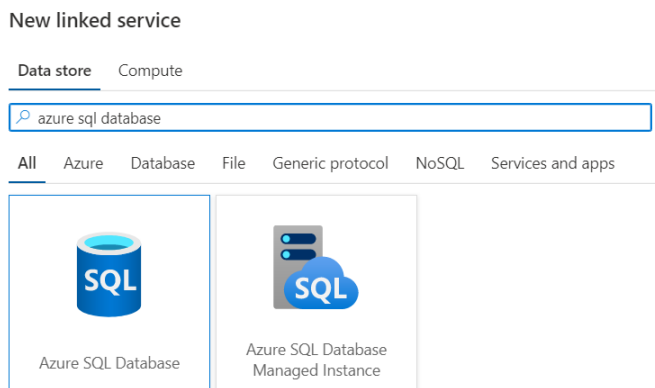 New linked service
Data store Compute
azure sql database
All Azure Database File Generic protocol NoSQL Services and apps
SQL SQL
Azure SQL Database
Azure SQL Database
Managed Instance